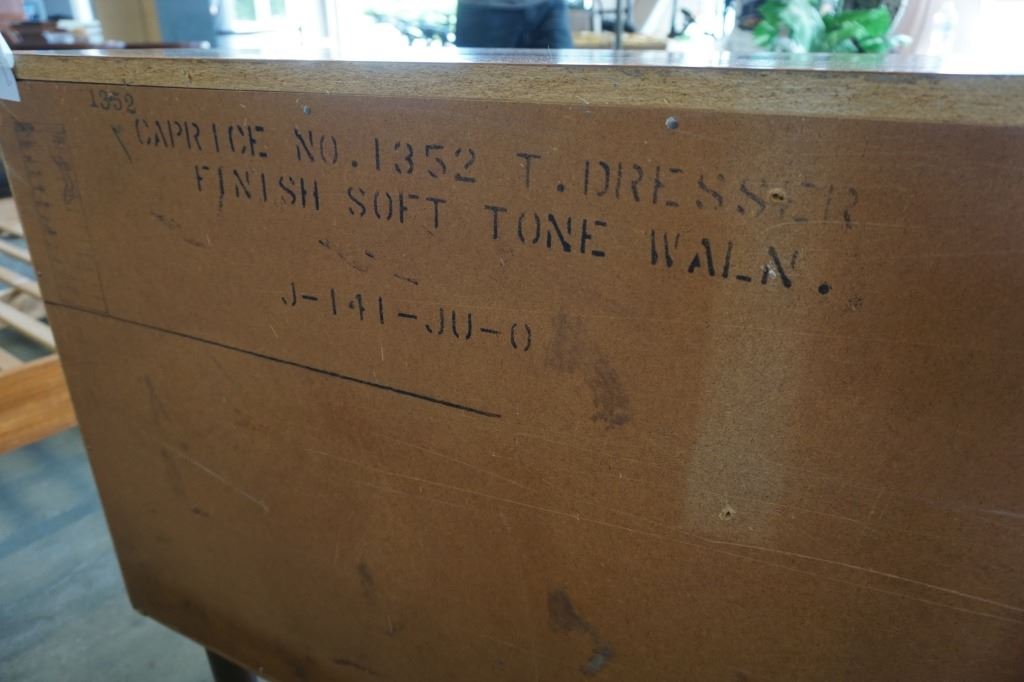 1352
CAPRICE NO. 1352 T. DRESSER
FINISH SOFT TONE WALN.
J-141-JU-0